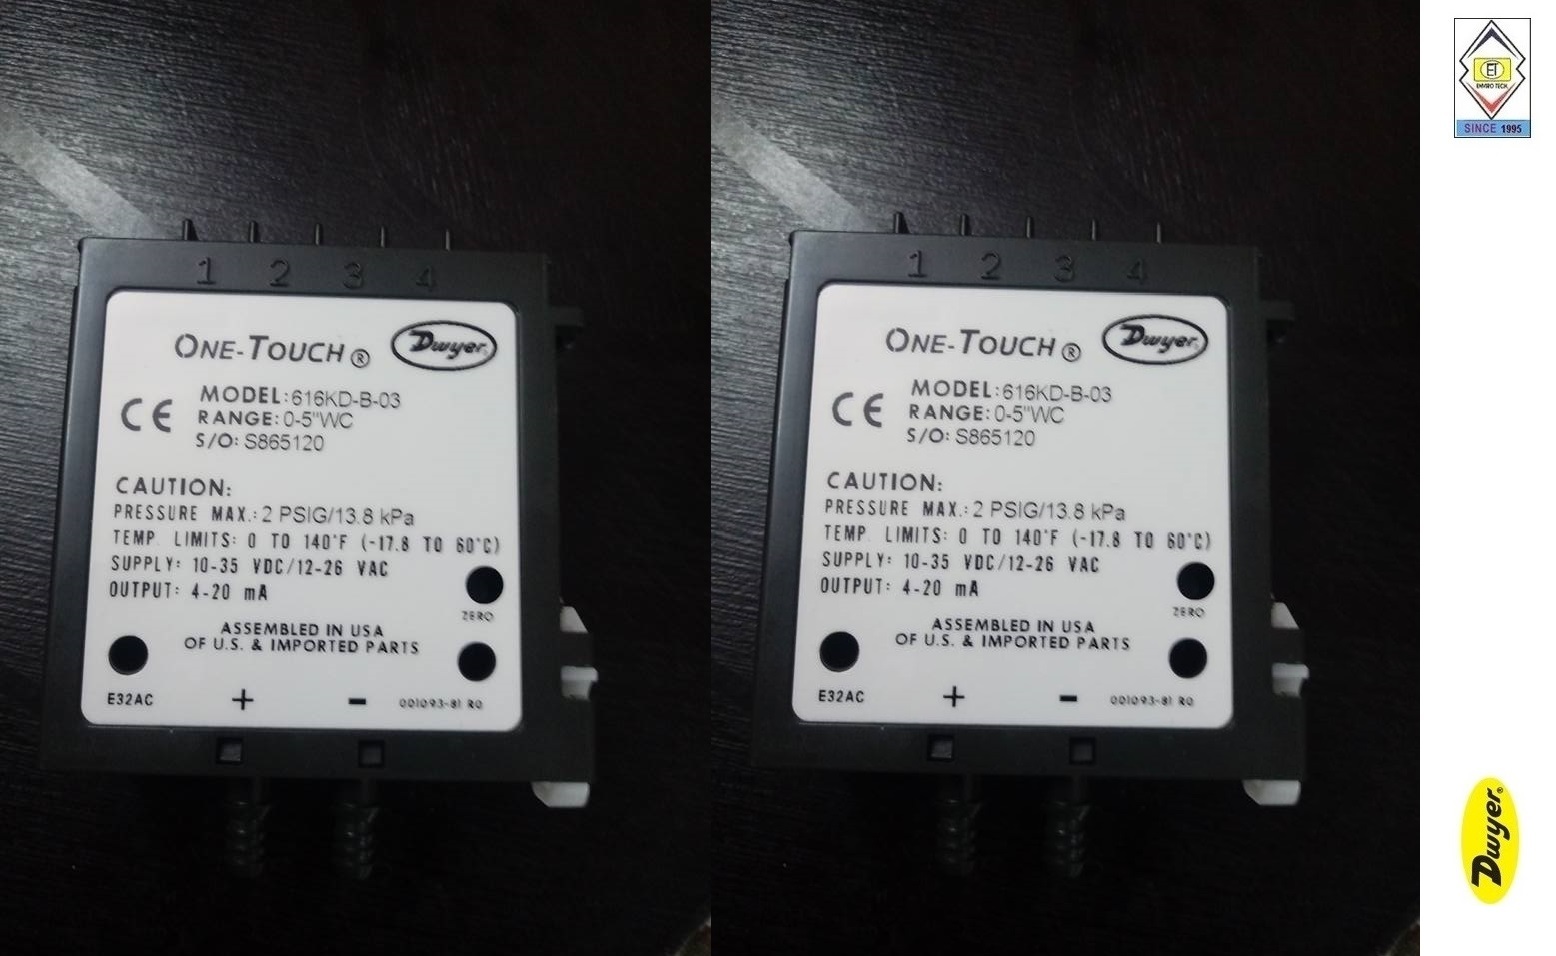 1 2 3 4
ONE-TOUCH ®
Dwyer
CE
MODEL: 616KD-B-03
RANGE: 0-5"WC
S/O: S865120
CAUTION:
PRESSURE MAX.: 2 PSIG/13.8 kPa
TEMP. LIMITS: 0 TO 140°F (-17.8 TO 60°C)
SUPPLY: 10-35 VDC/12-26 VAC
OUTPUT: 4-20 mA
ZERO
ASSEMBLED IN USA
OF U.S. & IMPORTED PARTS
E32AC + - 001093-81 R0
1 2 3 4
ONE-TOUCH ®
Dwyer
CE
MODEL: 616KD-B-03
RANGE: 0-5"WC
S/O: S865120
CAUTION:
PRESSURE MAX.: 2 PSIG/13.8 kPa
TEMP. LIMITS: 0 TO 140°F (-17.8 TO 60°C)
SUPPLY: 10-35 VDC/12-26 VAC
OUTPUT: 4-20 mA
ZERO
ASSEMBLED IN USA
OF U.S. & IMPORTED PARTS
E32AC + - 001093-81 R0
ET
ENVIRO TECH
SINCE 1995
Dwyer®